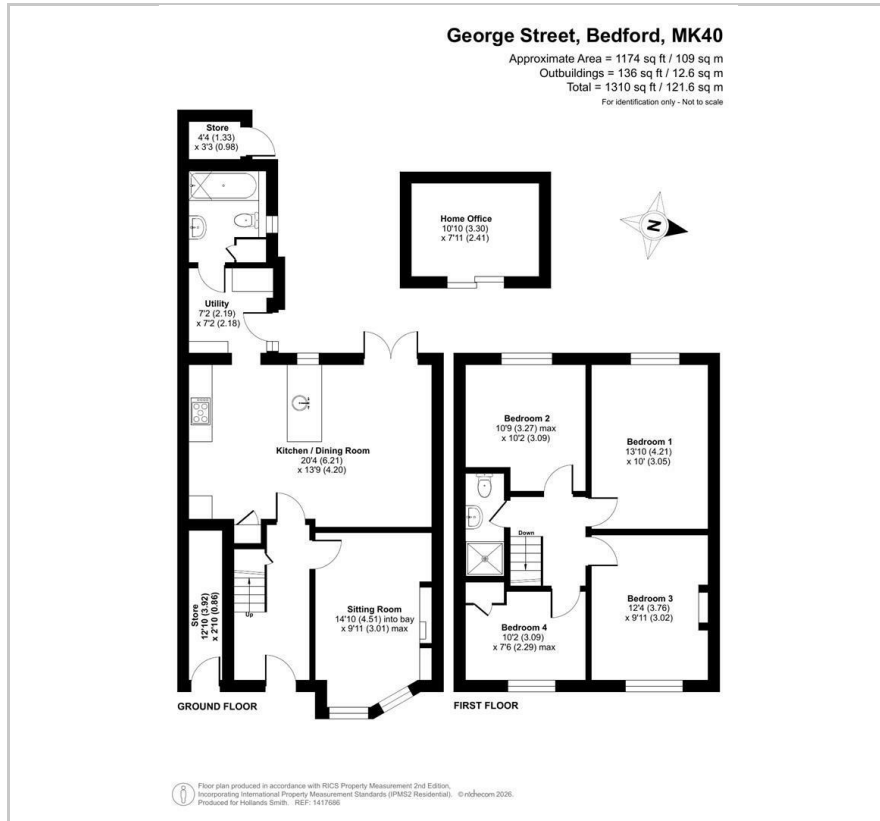 George Street, Bedford, MK40
Approximate Area = 1174 sq ft / 109 sq m
Outbuildings = 136 sq ft / 12.6 sq m
Total = 1310 sq ft / 121.6 sq m
For identification only - Not to scale
Store
4'4 (1.33)
x 3'3 (0.98)
Home Office
10'10 (3.30)
x 7'11 (2.41)
N
Utility
7'2 (2.19)
x 7'2 (2.18)
Kitchen / Dining Room
20'4 (6.21)
x 13'9 (4.20)
Bedroom 2
10'9 (3.27) max
x 10'2 (3.09)
Bedroom 1
13'10 (4.21)
x 10' (3.05)
Down
Store
12'10 (3.92)
x 2'10 (0.86)
Up
Sitting Room
14'10 (4.51) into bay
x 9'11 (3.01) max
Bedroom 4
10'2 (3.09)
x 7'6 (2.29) max
Bedroom 3
12'4 (3.76)
x 9'11 (3.02)
GROUND FLOOR
FIRST FLOOR
Floor plan produced in accordance with RICS Property Measurement 2nd Edition,
Incorporating International Property Measurement Standards (IPMS2 Residential). © ntchecom 2026.
Produced for Hollands Smith. REF: 1417686